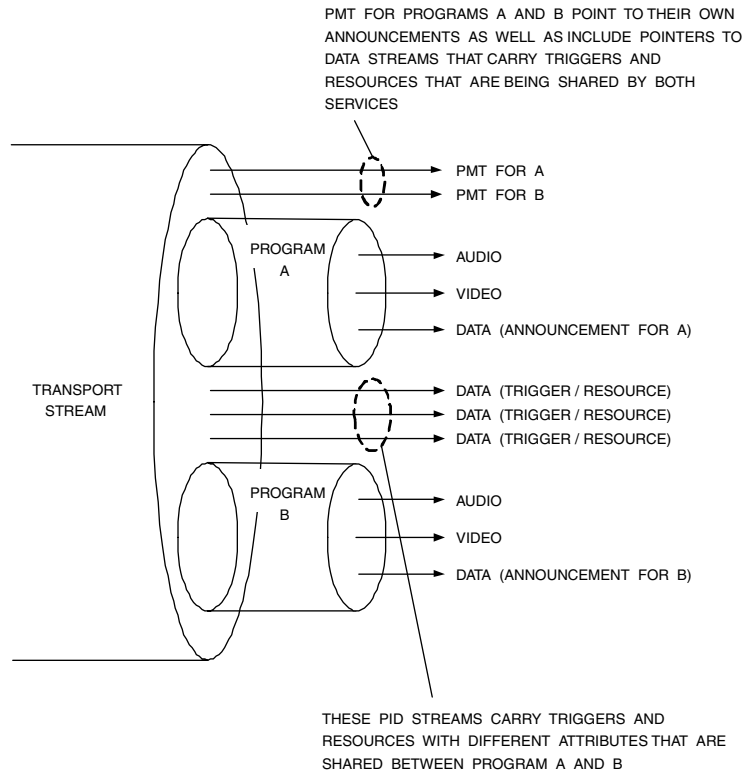 PMT FOR PROGRAMS A AND B POINT TO THEIR OWN
ANNOUNCEMENTS AS WELL AS INCLUDE POINTERS TO
DATA STREAMS THAT CARRY TRIGGERS AND
RESOURCES THAT ARE BEING SHARED BY BOTH
SERVICES
PMT FOR A
PMT FOR B
PROGRAM
A
AUDIO
VIDEO
DATA (ANNOUNCEMENT FOR A)
TRANSPORT
STREAM
DATA (TRIGGER / RESOURCE)
DATA (TRIGGER / RESOURCE)
DATA (TRIGGER / RESOURCE)
PROGRAM
B
AUDIO
VIDEO
DATA (ANNOUNCEMENT FOR B)
THESE PID STREAMS CARRY TRIGGERS AND
RESOURCES WITH DIFFERENT ATTRIBUTES THAT ARE
SHARED BETWEEN PROGRAM A AND B